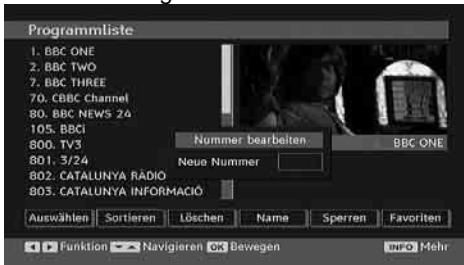 Programmliste
1. BBC ONE
2. BBC TWO
7. BBC THREE
70. CBBC Channel
80. BBC NEWS 24
105. BBCi
800. TV3
801. 3/24
802. CATALUNYA RÀDIO
803. CATALUNYA INFORMACIÓ
BBC ONE
Nummer bearbeiten
Neue Nummer
Auswählen Sortieren Löschen Name Sperren Favoriten
Funktion Navigieren OK Bewegen INFO Mehr